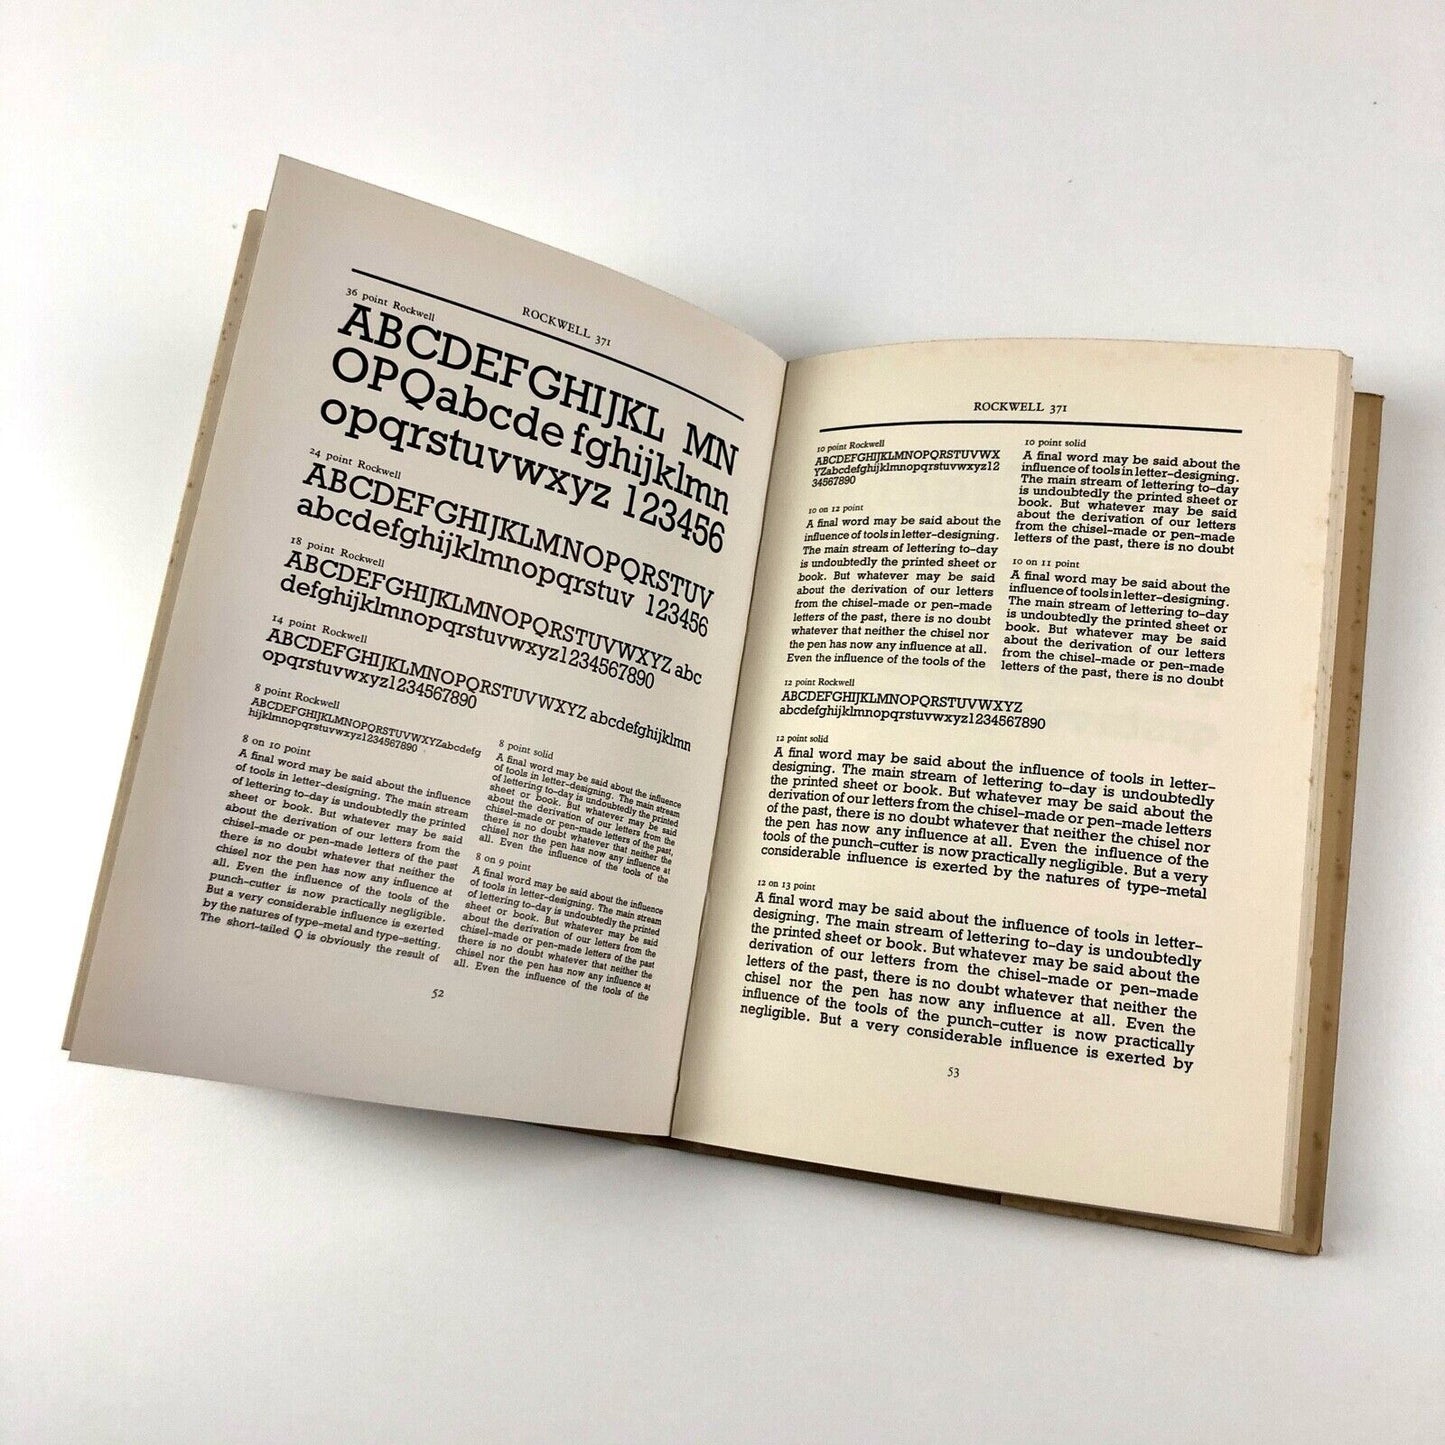 ROCKWELL 371
36 point Rockwell
ABCDEFGHIJKL MN
OPQabcde fghijklmn
opqrstuvwxyz 123456
24 point Rockwell
ABCDEFGHIJKLMNOPQRSTUV
abcdefghijklmnopqrstuv 123456
18 point Rockwell
ABCDEFGHIJKLMNOPQRSTUVWXYZ abc
defghijklmnopqrstuvwxyz1234567890
14 point Rockwell
ABCDEFGHIJKLMNOPQRSTUVWXYZ abcdefghijklmn
opqrstuvwxyz1234567890
8 point Rockwell
ABCDEFGHIJKLMNOPQRSTUVWXYZabcdefg
hijklmnopqrstuvwxyz1234567890
8 on 10 point
A final word may be said about the influence
of tools in letter-designing. The main stream
of lettering to-day is undoubtedly the printed
sheet or book. But whatever may be said
about the derivation of our letters from the
chisel-made or pen-made letters of the past
there is no doubt whatever that neither the
chisel nor the pen has now any influence at
all. Even the influence of the tools of the
punch-cutter is now practically negligible.
But a very considerable influence is exerted
by the natures of type-metal and type-setting.
The short-tailed Q is obviously the result of
8 point solid
A final word may be said about the influence
of tools in letter-designing. The main stream
of lettering to-day is undoubtedly the printed
sheet or book. But whatever may be said
about the derivation of our letters from the
chisel-made or pen-made letters of the past,
there is no doubt whatever that neither the
chisel nor the pen has now any influence at
all. Even the influence of the tools of the
8 on 9 point
A final word may be said about the influence
of tools in letter-designing. The main stream
of lettering to-day is undoubtedly the printed
sheet or book. But whatever may be said
about the derivation of our letters from the
chisel-made or pen-made letters of the past
there is no doubt whatever that neither the
chisel nor the pen has now any influence at
all. Even the influence of the tools of the
52
ROCKWELL 371
10 point Rockwell
ABCDEFGHIJKLMNOPQRSTUVWX
YZabcdefghijklmnopqrstuvwxyz12
34567890
10 on 12 point
A final word may be said about the
influence of tools in letter-designing.
The main stream of lettering to-day
is undoubtedly the printed sheet or
book. But whatever may be said
about the derivation of our letters
from the chisel-made or pen-made
letters of the past, there is no doubt
whatever that neither the chisel nor
the pen has now any influence at all.
Even the influence of the tools of the
10 point solid
A final word may be said about the
influence of tools in letter-designing.
The main stream of lettering to-day
is undoubtedly the printed sheet or
book. But whatever may be said
about the derivation of our letters
from the chisel-made or pen-made
letters of the past, there is no doubt
10 on 11 point
A final word may be said about the
influence of tools in letter-designing.
The main stream of lettering to-day
is undoubtedly the printed sheet or
book. But whatever may be said
about the derivation of our letters
from the chisel-made or pen-made
letters of the past, there is no doubt
12 point Rockwell
ABCDEFGHIJKLMNOPQRSTUVWXYZ
abcdefghijklmnopqrstuvwxyz1234567890
12 point solid
A final word may be said about the influence of tools in letter-
designing. The main stream of lettering to-day is undoubtedly
the printed sheet or book. But whatever may be said about the
derivation of our letters from the chisel-made or pen-made letters
of the past, there is no doubt whatever that neither the chisel nor
the pen has now any influence at all. Even the influence of the
tools of the punch-cutter is now practically negligible. But a very
considerable influence is exerted by the natures of type-metal
12 on 13 point
A final word may be said about the influence of tools in letter-
designing. The main stream of lettering to-day is undoubtedly
the printed sheet or book. But whatever may be said about the
derivation of our letters from the chisel-made or pen-made
letters of the past, there is no doubt whatever that neither the
chisel nor the pen has now any influence at all. Even the
influence of the tools of the punch-cutter is now practically
negligible. But a very considerable influence is exerted by
53